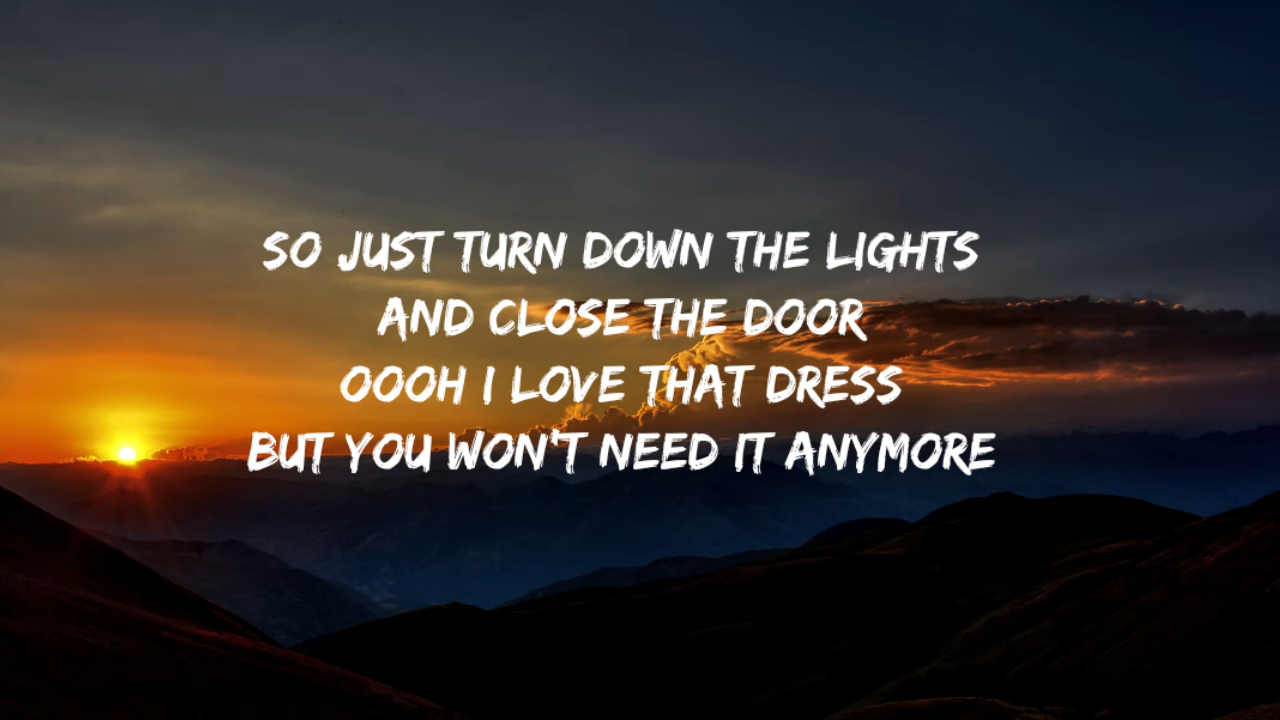 SO JUST TURN DOWN THE LIGHTS
AND CLOSE THE DOOR
OOOH I LOVE THAT DRESS
BUT YOU WON'T NEED IT ANYMORE